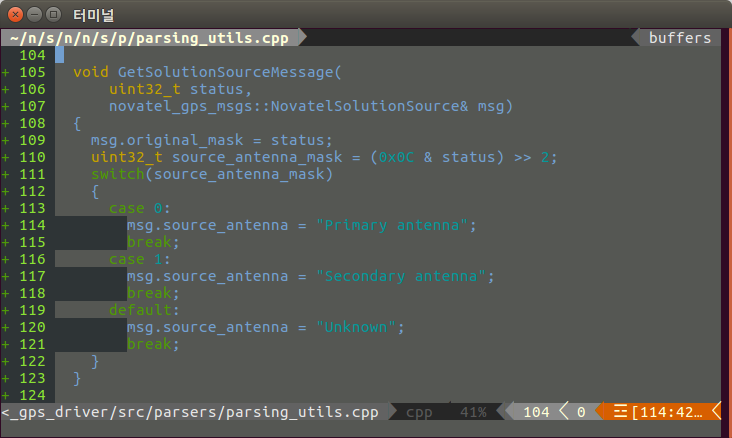 터미널
~/n/s/n/n/s/p/parsing_utils.cpp buffers
104
+ 105 void GetSolutionSourceMessage(
+ 106 uint32_t status,
+ 107 novatel_gps_msgs::NovatelSolutionSource& msg)
+ 108 {
+ 109 msg.original_mask = status;
+ 110 uint32_t source_antenna_mask = (0x0C & status) >> 2;
+ 111 switch(source_antenna_mask)
+ 112 {
+ 113 case 0:
+ 114 msg.source_antenna = "Primary antenna";
+ 115 break;
+ 116 case 1:
+ 117 msg.source_antenna = "Secondary antenna";
+ 118 break;
+ 119 default:
+ 120 msg.source_antenna = "Unknown";
+ 121 break;
+ 122 }
+ 123 }
+ 124
<_gps_driver/src/parsers/parsing_utils.cpp cpp 41% 104 0 ☲[114:42…